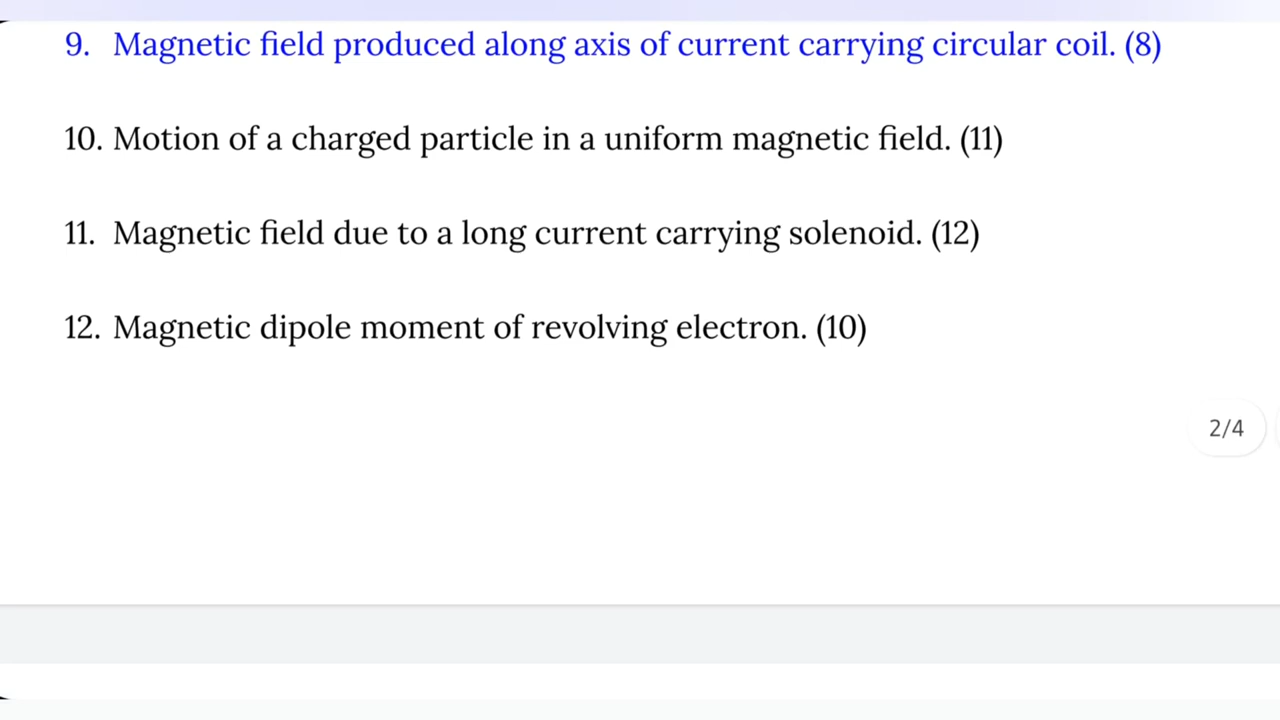 9. Magnetic field produced along axis of current carrying circular coil. (8)
10. Motion of a charged particle in a uniform magnetic field. (11)
11. Magnetic field due to a long current carrying solenoid. (12)
12. Magnetic dipole moment of revolving electron. (10)
2/4